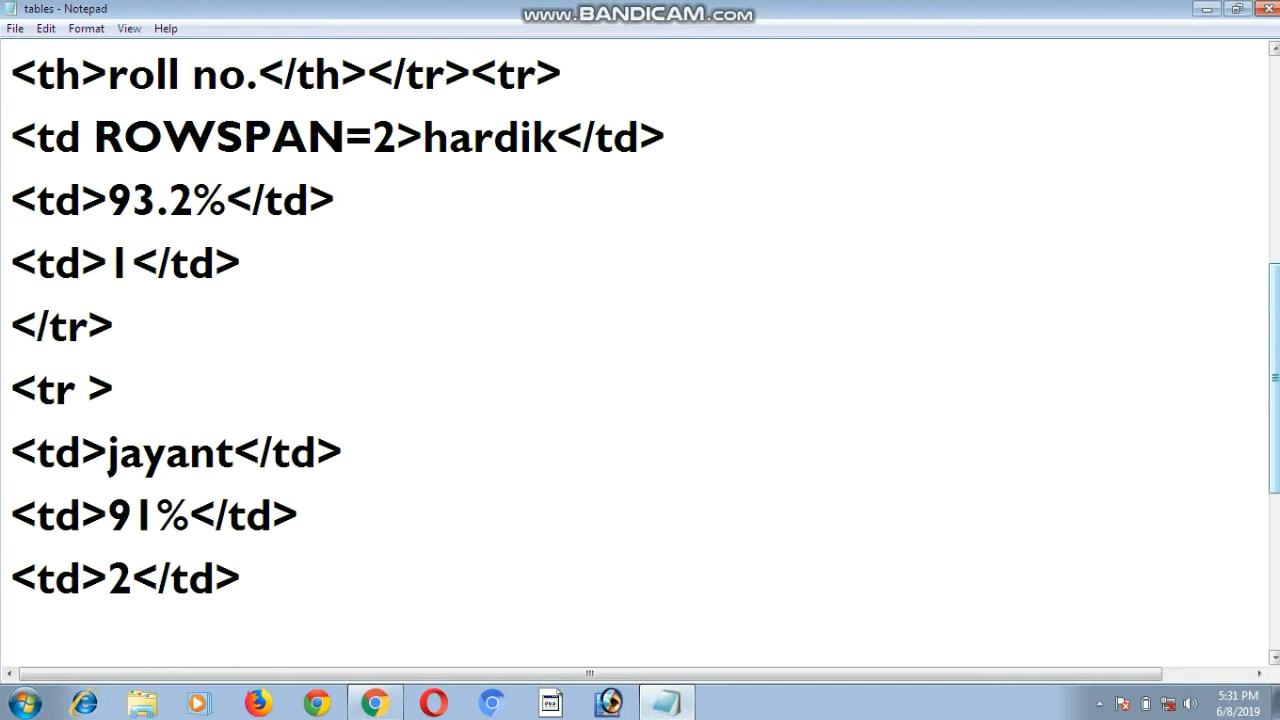 tables - Notepad
www.BANDICAM.com
File Edit Format View Help
<th>roll no.</th></tr><tr>
<td ROWSPAN=2>hardik</td>
<td>93.2%</td>
<td>1</td>
</tr>
<tr >
<td>jayant</td>
<td>91%</td>
<td>2</td>
5:31 PM
6/8/2019